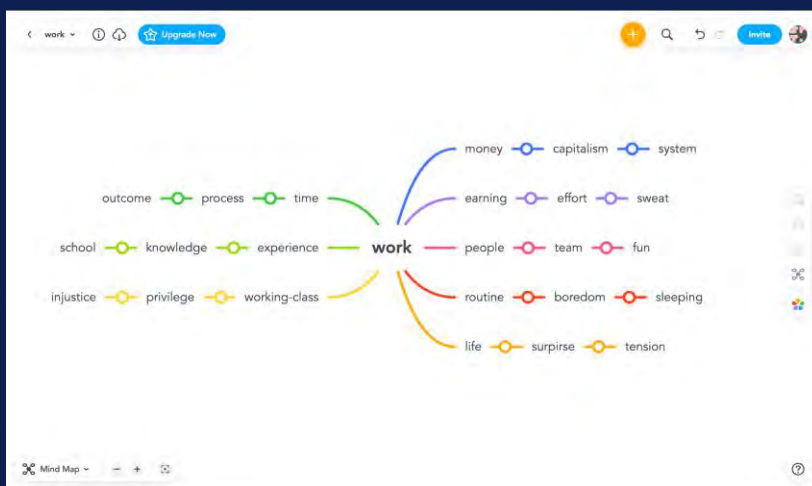 work
Upgrade Now
Invite
money capitalism system
outcome process time
earning effort sweat
school knowledge experience
work
people team fun
injustice privilege working-class
routine boredom sleeping
life surpirse tension
Mind Map